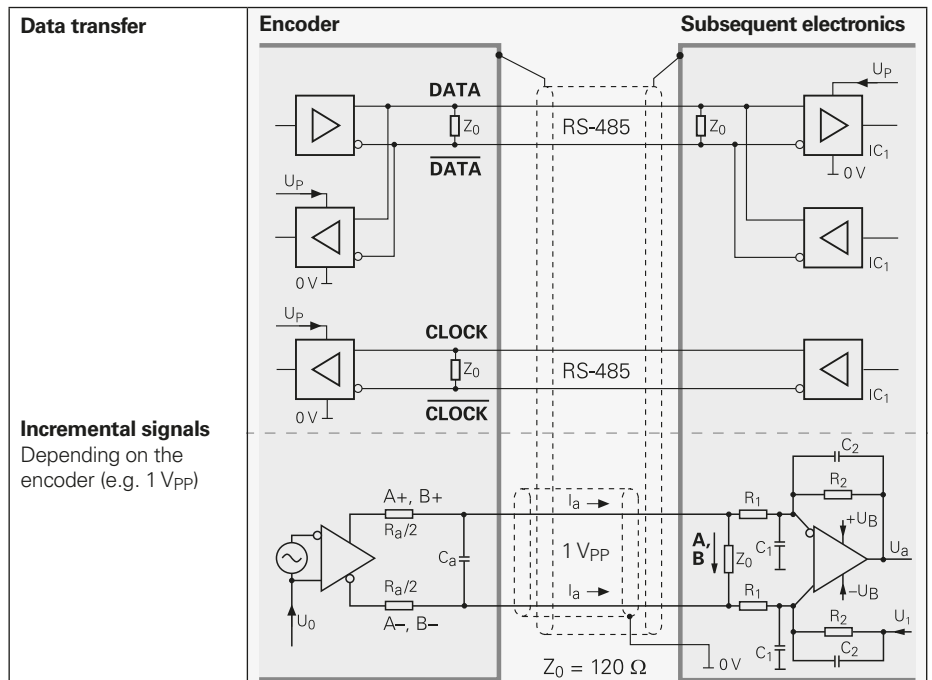 Data transfer
Encoder
Subsequent electronics
DATA
Z0
RS-485
Z0
DATA
UP
IC1
0 V
UP
0 V
IC1
UP
CLOCK
Z0
RS-485
CLOCK
0 V
IC1
Incremental signals
Depending on the
encoder (e.g. 1 VPP)
A+, B+
Ra/2
Ca
Ra/2
A–, B–
U0
Ia
1 VPP
Ia
Z0 = 120 Ω
0 V
A,
B
Z0
R1
C1
R1
C1
C2
R2
+UB
Ua
–UB
R2
U1
C2